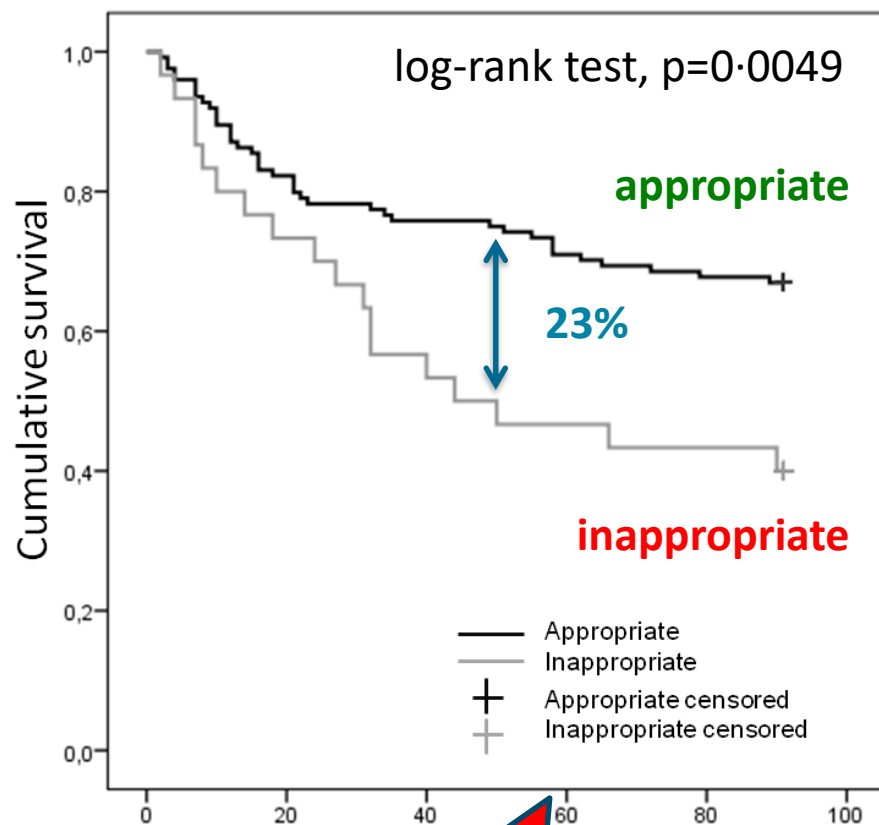 log-rank test, p=0·0049
Cumulative survival
1,0
0,8
0,6
0,4
0,2
0,0
appropriate
23%
inappropriate
Appropriate
Inappropriate
Appropriate censored
Inappropriate censored
0 20 40 60 80 100